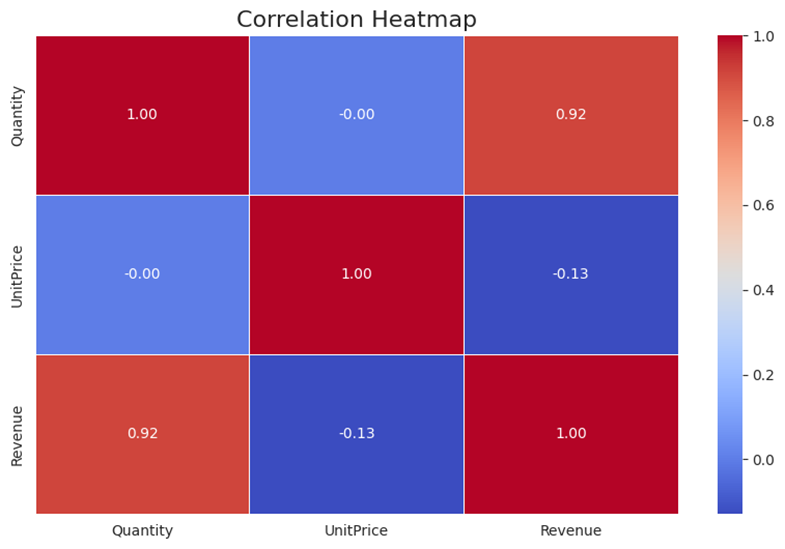 Correlation Heatmap
Quantity 1.00 -0.00 0.92
UnitPrice -0.00 1.00 -0.13
Revenue 0.92 -0.13 1.00
Quantity UnitPrice Revenue
1.0
0.8
0.6
0.4
0.2
0.0